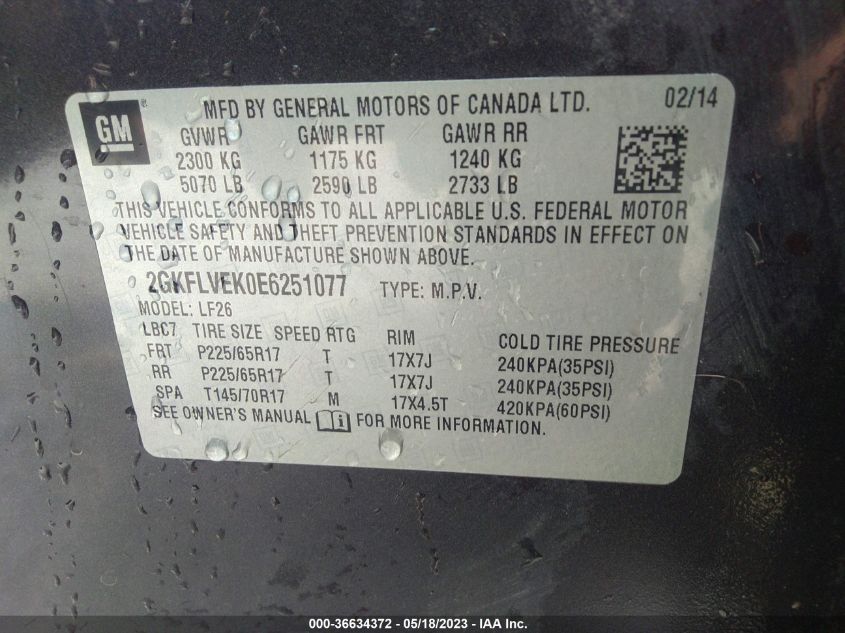 GM ® MFD BY GENERAL MOTORS OF CANADA LTD. 02/14
GVWR GAWR FRT GAWR RR
2300 KG 1175 KG 1240 KG
5070 LB 2590 LB 2733 LB
THIS VEHICLE CONFORMS TO ALL APPLICABLE U.S. FEDERAL MOTOR
VEHICLE SAFETY AND THEFT PREVENTION STANDARDS IN EFFECT ON
THE DATE OF MANUFACTURE SHOWN ABOVE.
2GKFLVEK0E6251077 TYPE: M.P.V.
MODEL: LF26
LBC7 TIRE SIZE SPEED RTG RIM COLD TIRE PRESSURE
FRT P225/65R17 T 17X7J 240KPA(35PSI)
RR P225/65R17 T 17X7J 240KPA(35PSI)
SPA T145/70R17 M 17X4.5T 420KPA(60PSI)
SEE OWNER'S MANUAL FOR MORE INFORMATION.
000-36634372 - 05/18/2023 - IAA Inc.